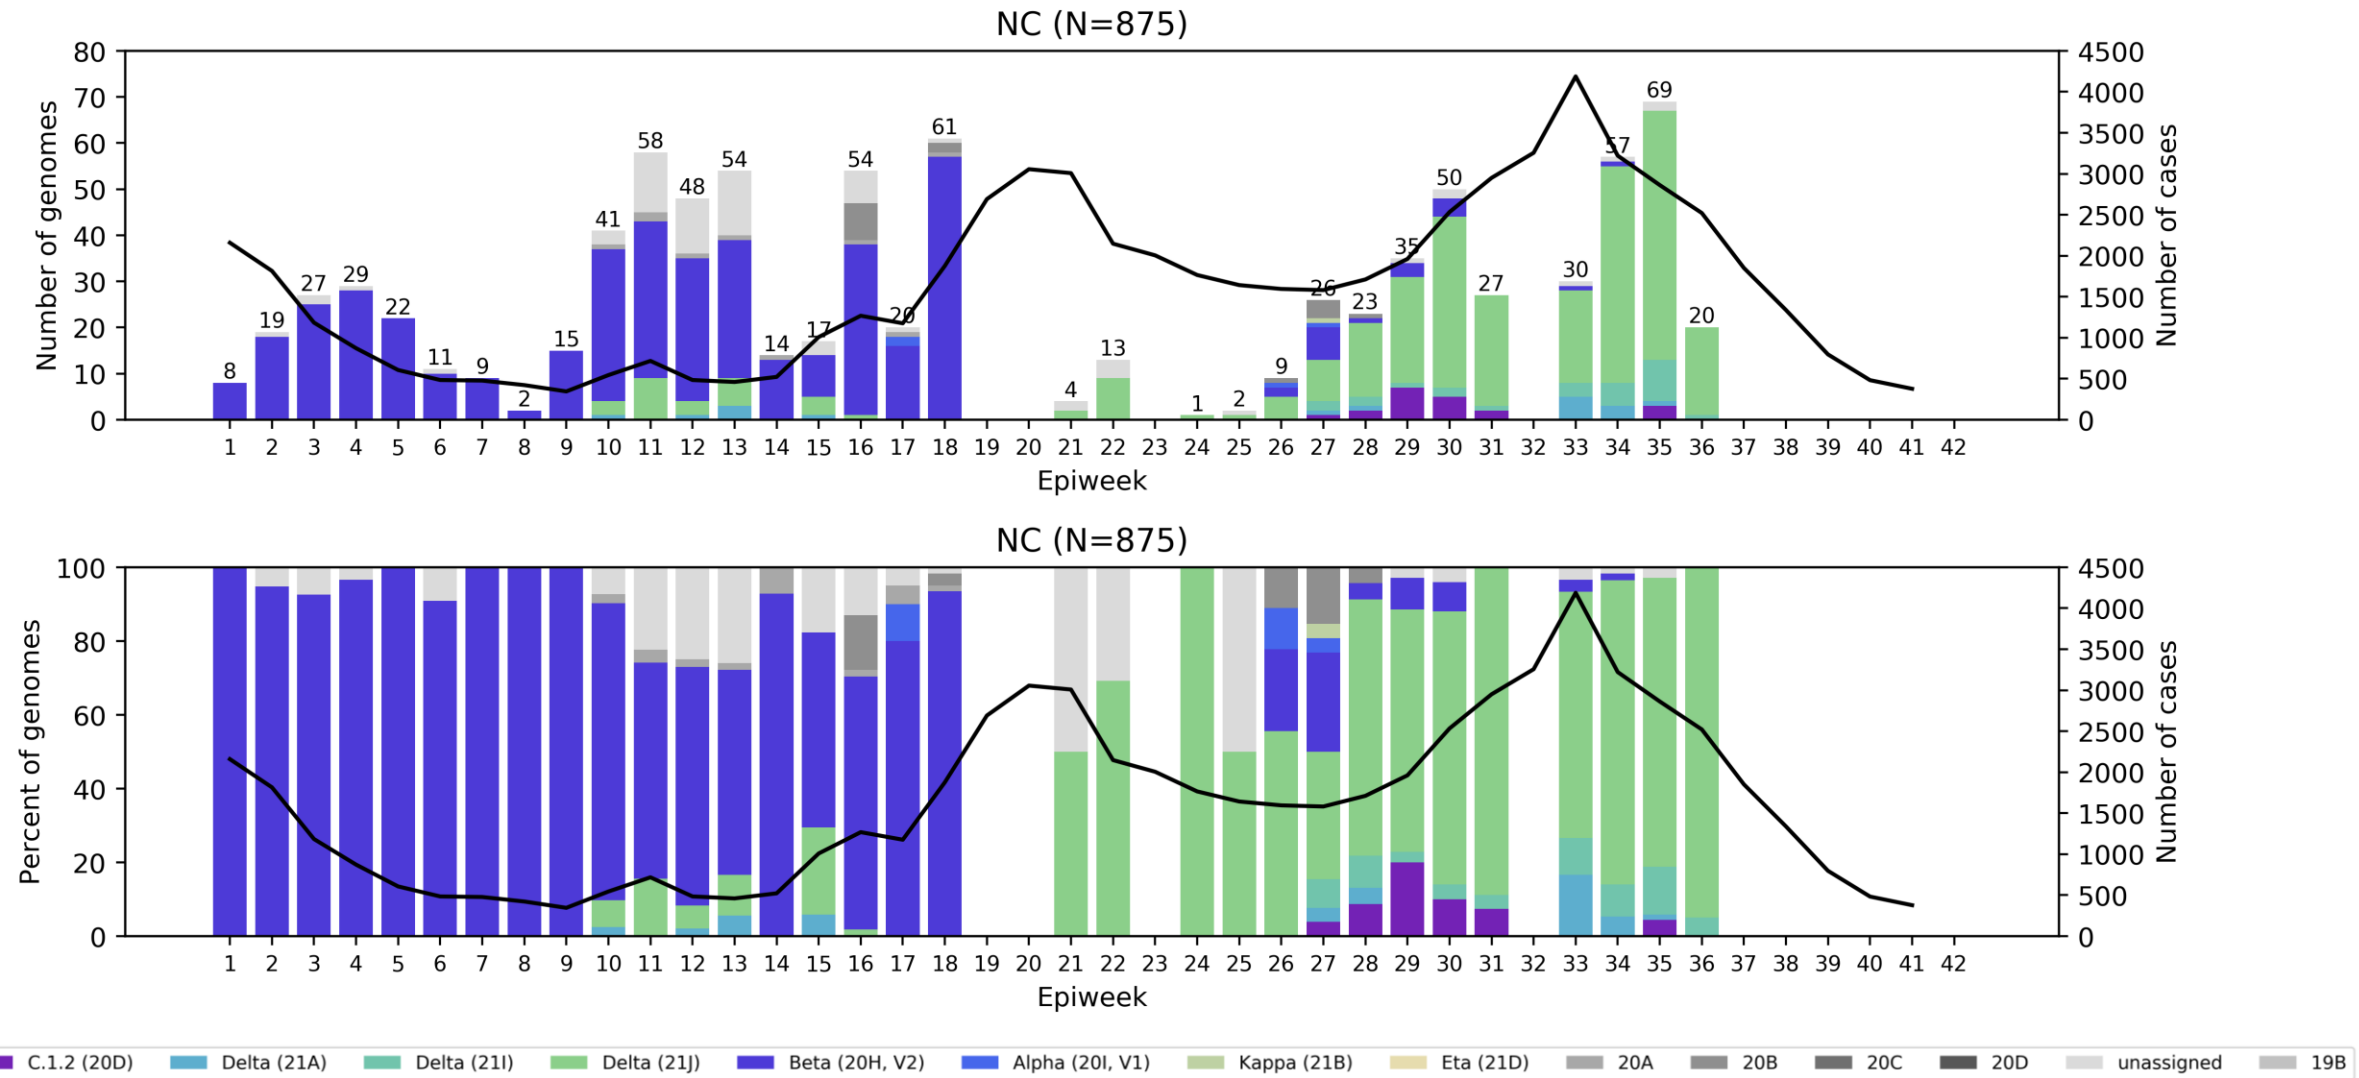 NC (N=875)
80
70
60
50
40
30
20
10
0
Number of genomes
4500
4000
3500
3000
2500
2000
1500
1000
500
0
Number of cases
8 19 27 29 22 11 9 2 15 41 58 48 54 14 17 54 20 61 4 13 1 2 9 26 23 35 50 27 30 57 69 20
1 2 3 4 5 6 7 8 9 10 11 12 13 14 15 16 17 18 19 20 21 22 23 24 25 26 27 28 29 30 31 32 33 34 35 36 37 38 39 40 41 42
Epiweek
NC (N=875)
100
80
60
40
20
0
Percent of genomes
4500
4000
3500
3000
2500
2000
1500
1000
500
0
Number of cases
1 2 3 4 5 6 7 8 9 10 11 12 13 14 15 16 17 18 19 20 21 22 23 24 25 26 27 28 29 30 31 32 33 34 35 36 37 38 39 40 41 42
Epiweek
C.1.2 (20D) Delta (21A) Delta (21I) Delta (21J) Beta (20H, V2) Alpha (20I, V1) Kappa (21B) Eta (21D) 20A 20B 20C 20D unassigned 19B